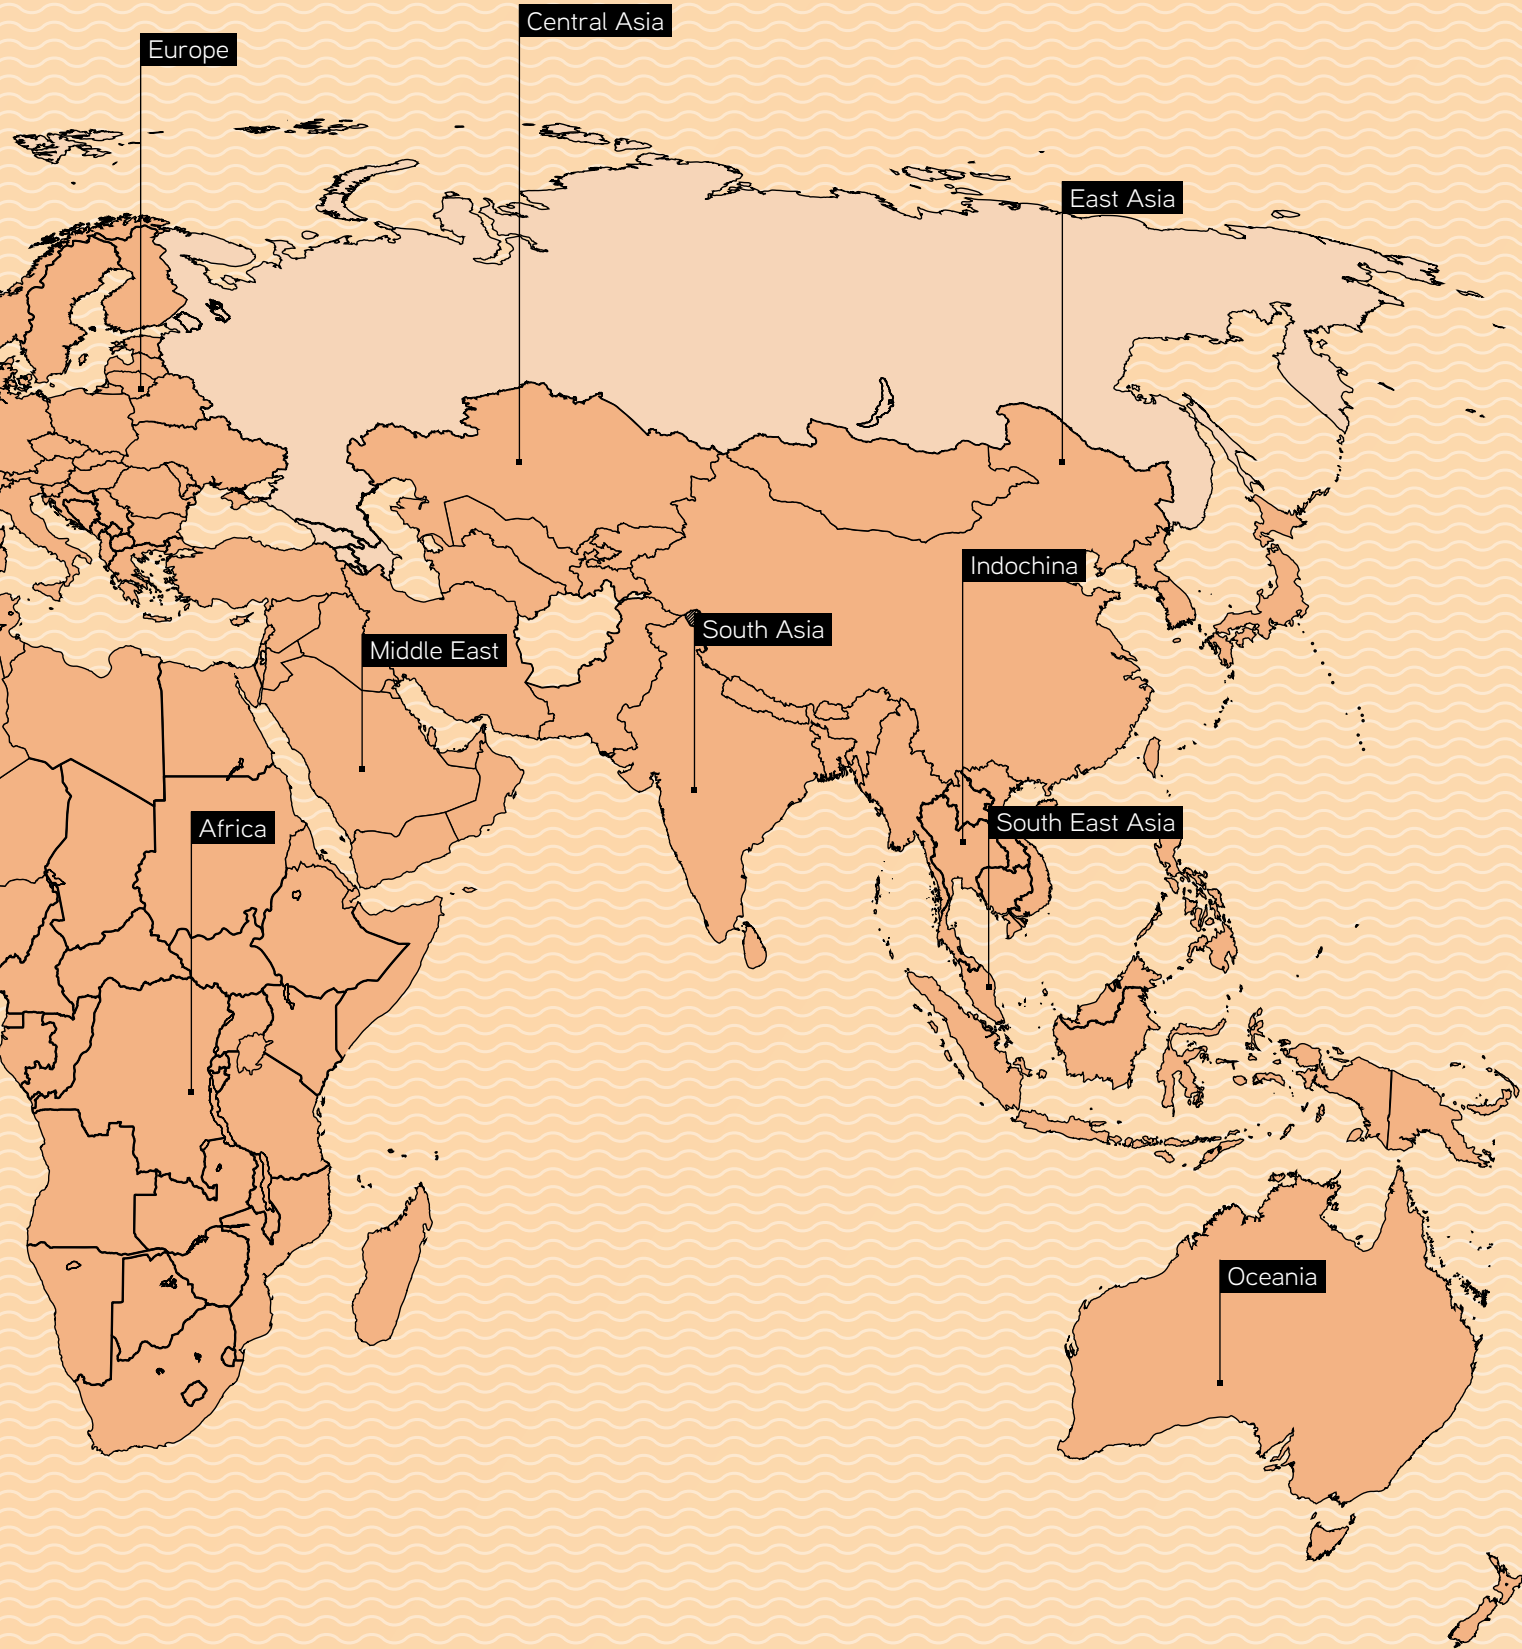 Central Asia
Europe
East Asia
Indochina
South Asia
Middle East
South East Asia
Africa
Oceania